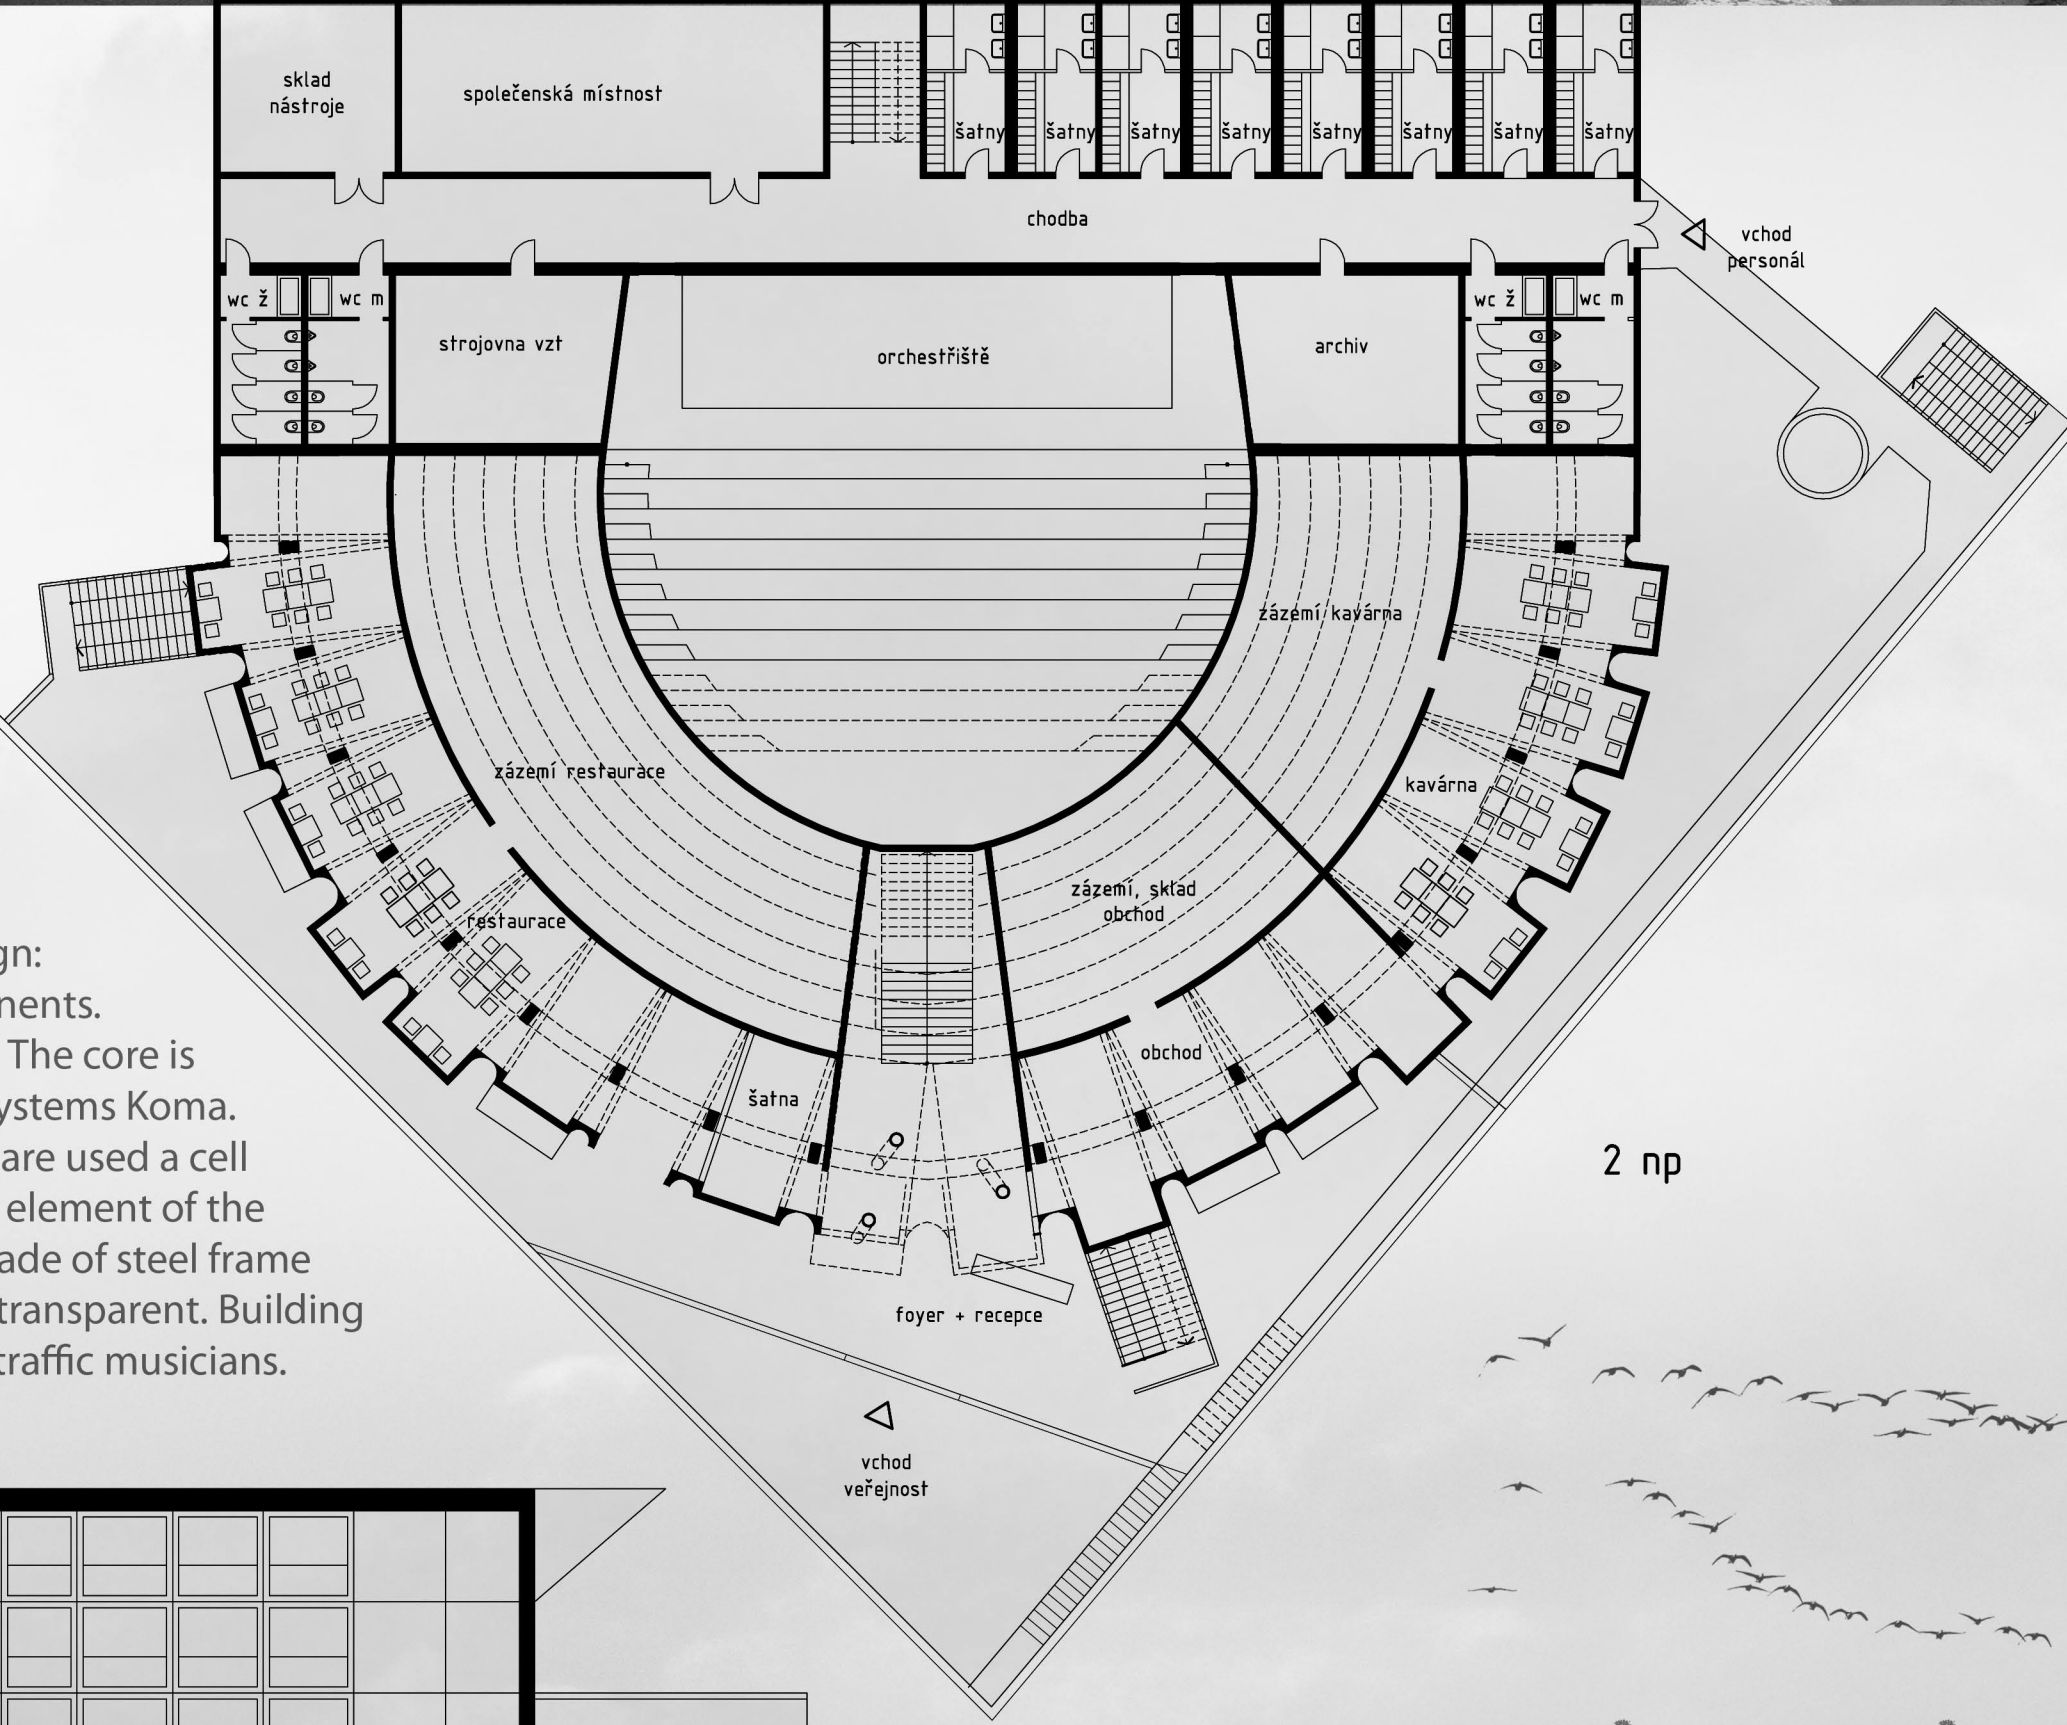 sklad
nástroje
společenská místnost
šatny
šatny
šatny
šatny
šatny
šatny
šatny
šatny
chodba
vchod
personál
wc ž
wc m
strojovna vzt
orchestřiště
archiv
wc ž
wc m
zázemí kavárna
zázemí restaurace
kavárna
restaurace
zázemí, sklad
obchod
obchod
šatna
foyer + recepce
vchod
veřejnost
2 np
gn:
nents.
The core is
ystems Koma.
are used a cell
element of the
ade of steel frame
transparent. Building
traffic musicians.